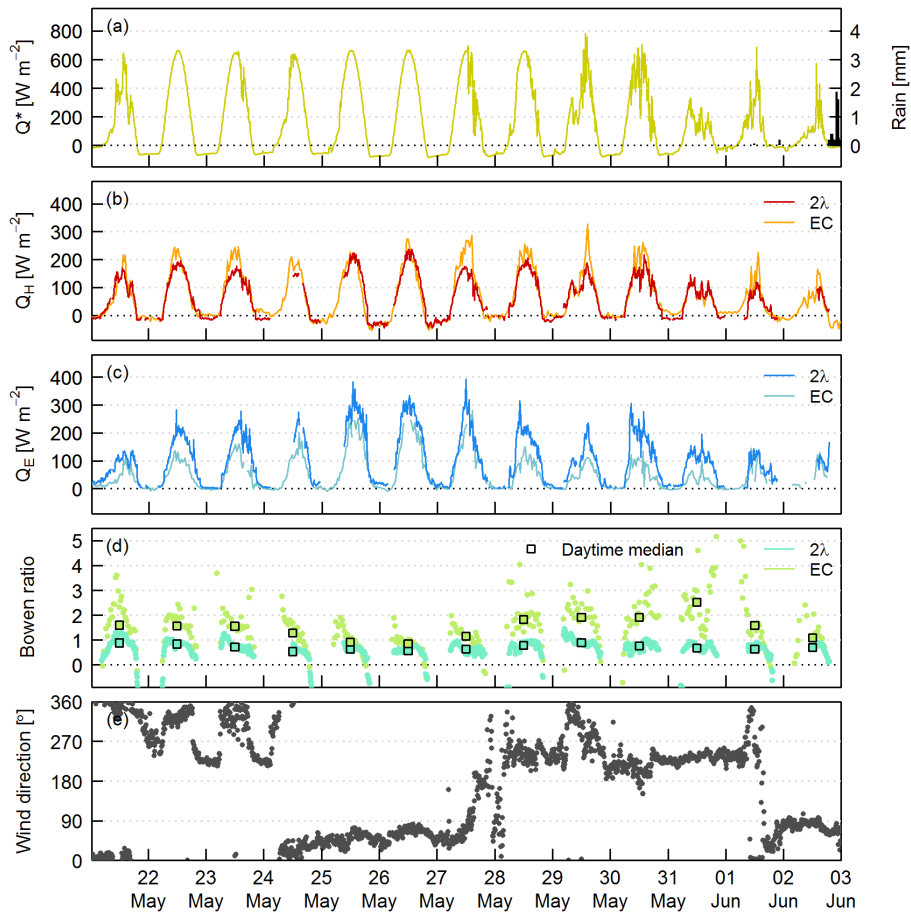 (a)
Q* [W m⁻²]
800
600
400
200
0
4
3
2
1
0
Rain [mm]
(b)
Q_H [W m⁻²]
400
300
200
100
0
2λ
EC
(c)
Q_E [W m⁻²]
400
300
200
100
0
2λ
EC
(d)
Bowen ratio
5
4
3
2
1
0
Daytime median
2λ
EC
(e)
Wind direction [°]
360
270
180
90
0
22 23 24 25 26 27 28 29 30 31 01 02 03
May May May May May May May May May May Jun Jun Jun